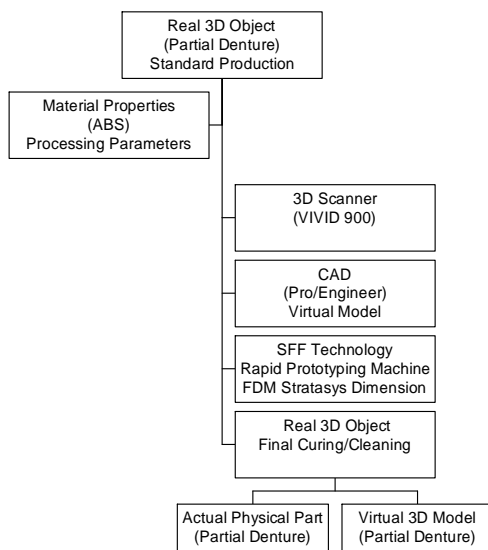 Real 3D Object
(Partial Denture)
Standard Production
Material Properties
(ABS)
Processing Parameters
3D Scanner
(VIVID 900)
CAD
(Pro/Engineer)
Virtual Model
SFF Technology
Rapid Prototyping Machine
FDM Stratasys Dimension
Real 3D Object
Final Curing/Cleaning
Actual Physical Part
(Partial Denture)
Virtual 3D Model
(Partial Denture)